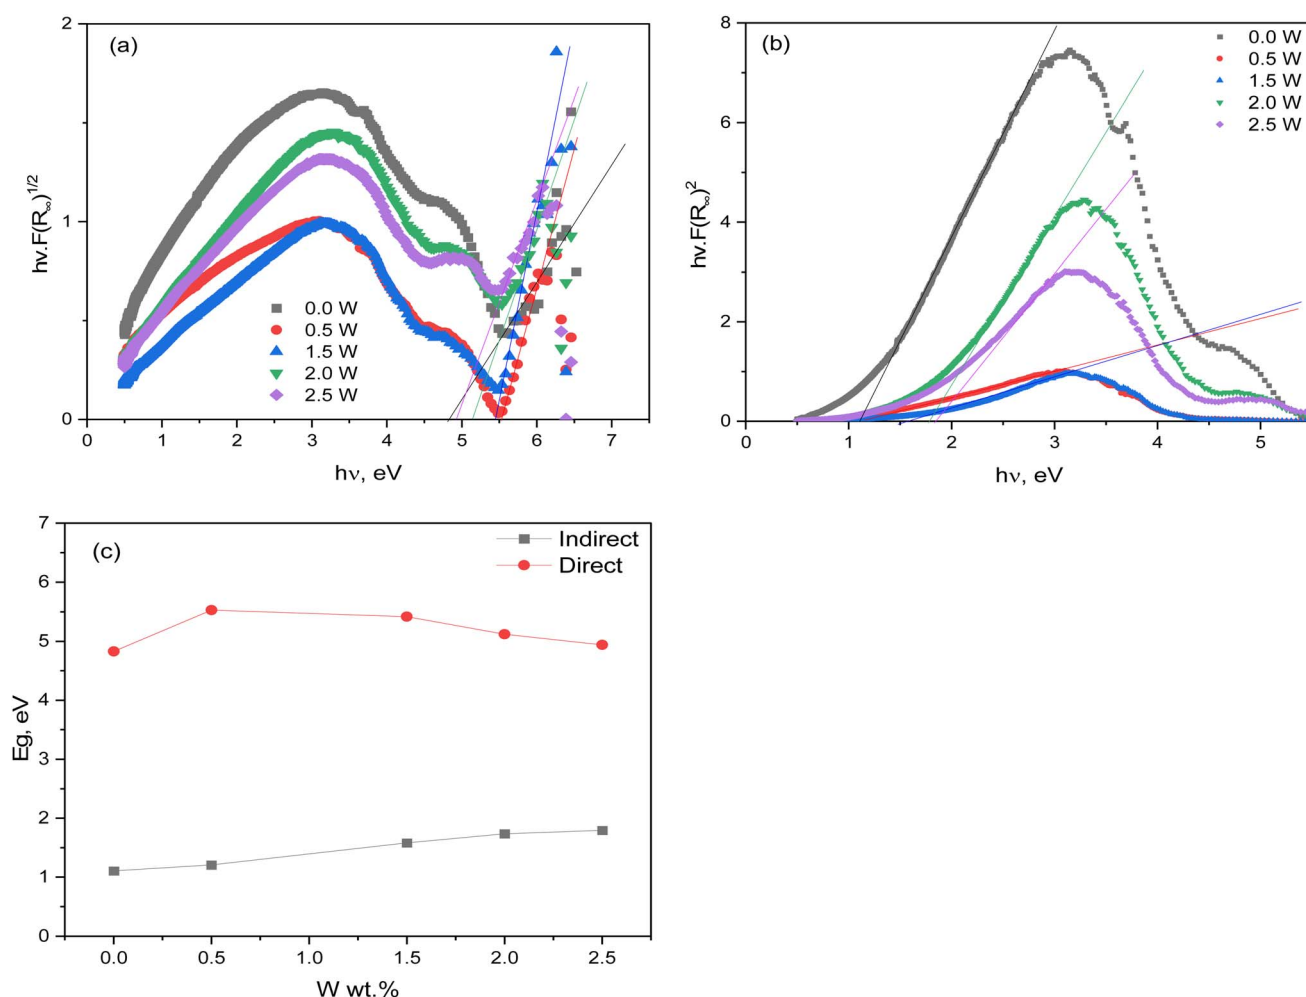 (a)
hv.F(R∞)^1/2
2
1
0
0.0 W
0.5 W
1.5 W
2.0 W
2.5 W
0 1 2 3 4 5 6 7
hν, eV
(b)
hv.F(R∞)^2
8
6
4
2
0
0.0 W
0.5 W
1.5 W
2.0 W
2.5 W
0 1 2 3 4 5
hν, eV
(c)
Eg, eV
7
6
5
4
3
2
1
0
Indirect
Direct
0.0 0.5 1.0 1.5 2.0 2.5
W wt.%